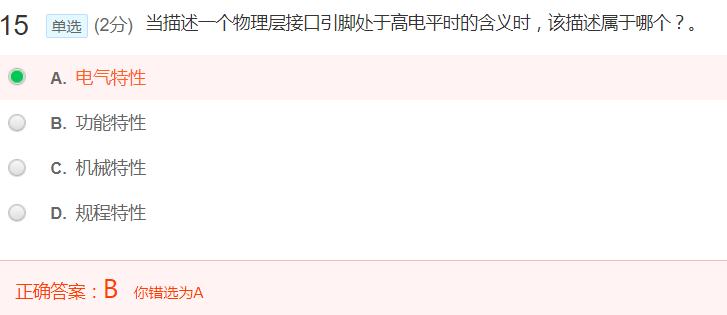 15 单选 (2分) 当描述一个物理层接口引脚处于高电平时的含义时，该描述属于哪个？。
A. 电气特性
B. 功能特性
C. 机械特性
D. 规程特性
正确答案：B 你错选为A